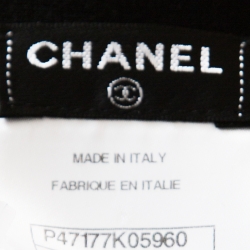 CHANEL
MADE IN ITALY
FABRIQUE EN ITALIE
P47177K05960